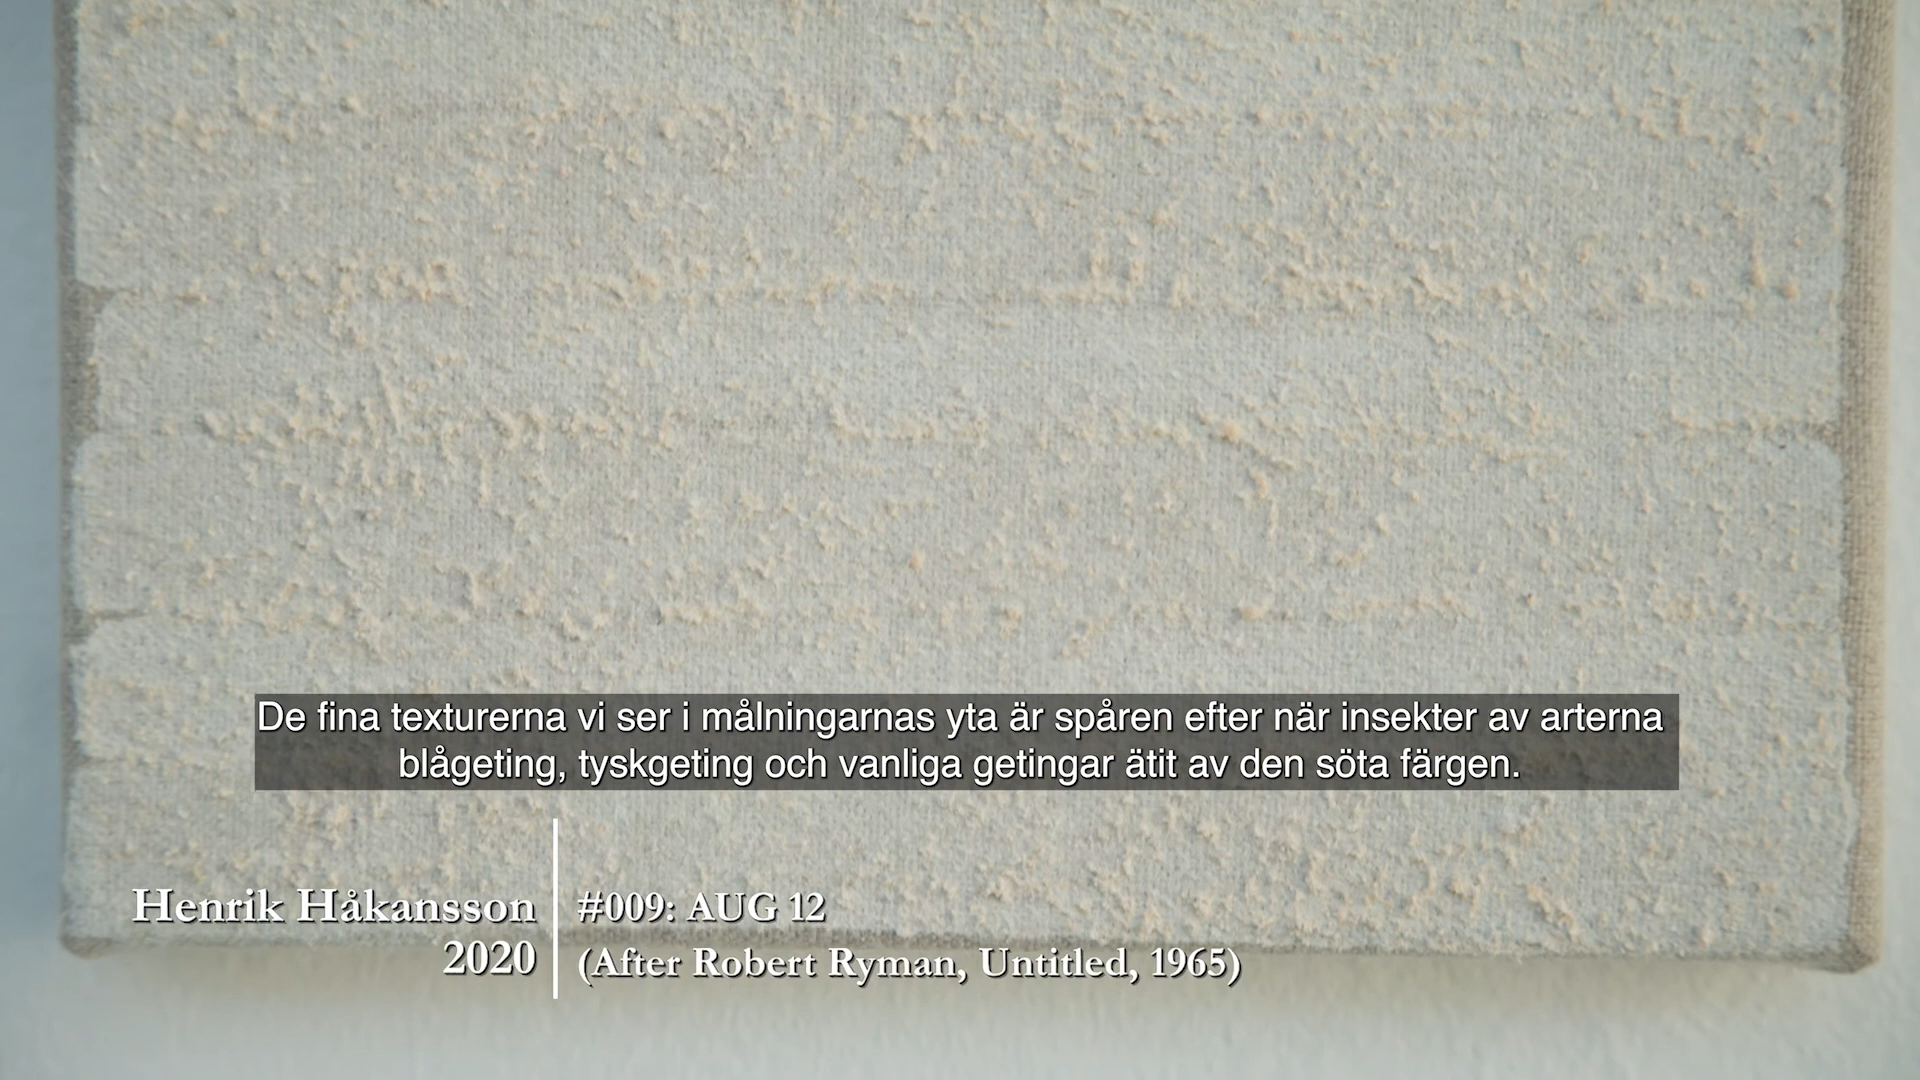 De fina texturerna vi ser i målningarnas yta är spåren efter när insekter av arterna
blågeting, tyskgeting och vanliga getingar ätit av den söta färgen.
Henrik Håkansson
2020
#009: AUG 12
(After Robert Ryman, Untitled, 1965)